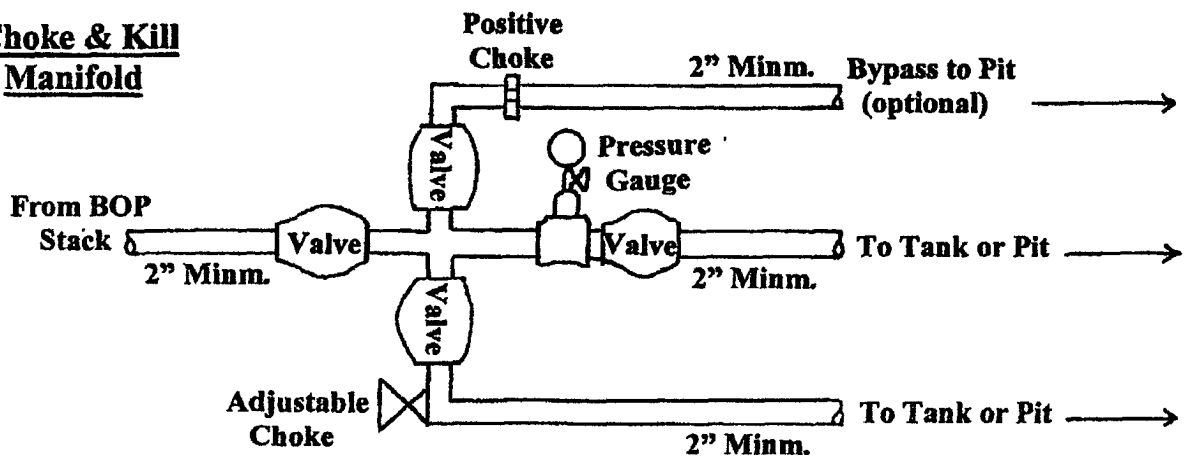 hoke & Kill
Manifold
Positive
Choke
2” Minm.
Bypass to Pit
(optional)
Valve
Pressure
Gauge
From BOP
Stack
Valve
Valve
To Tank or Pit
2” Minm.
2” Minm.
Valve
Adjustable
Choke
To Tank or Pit
2” Minm.